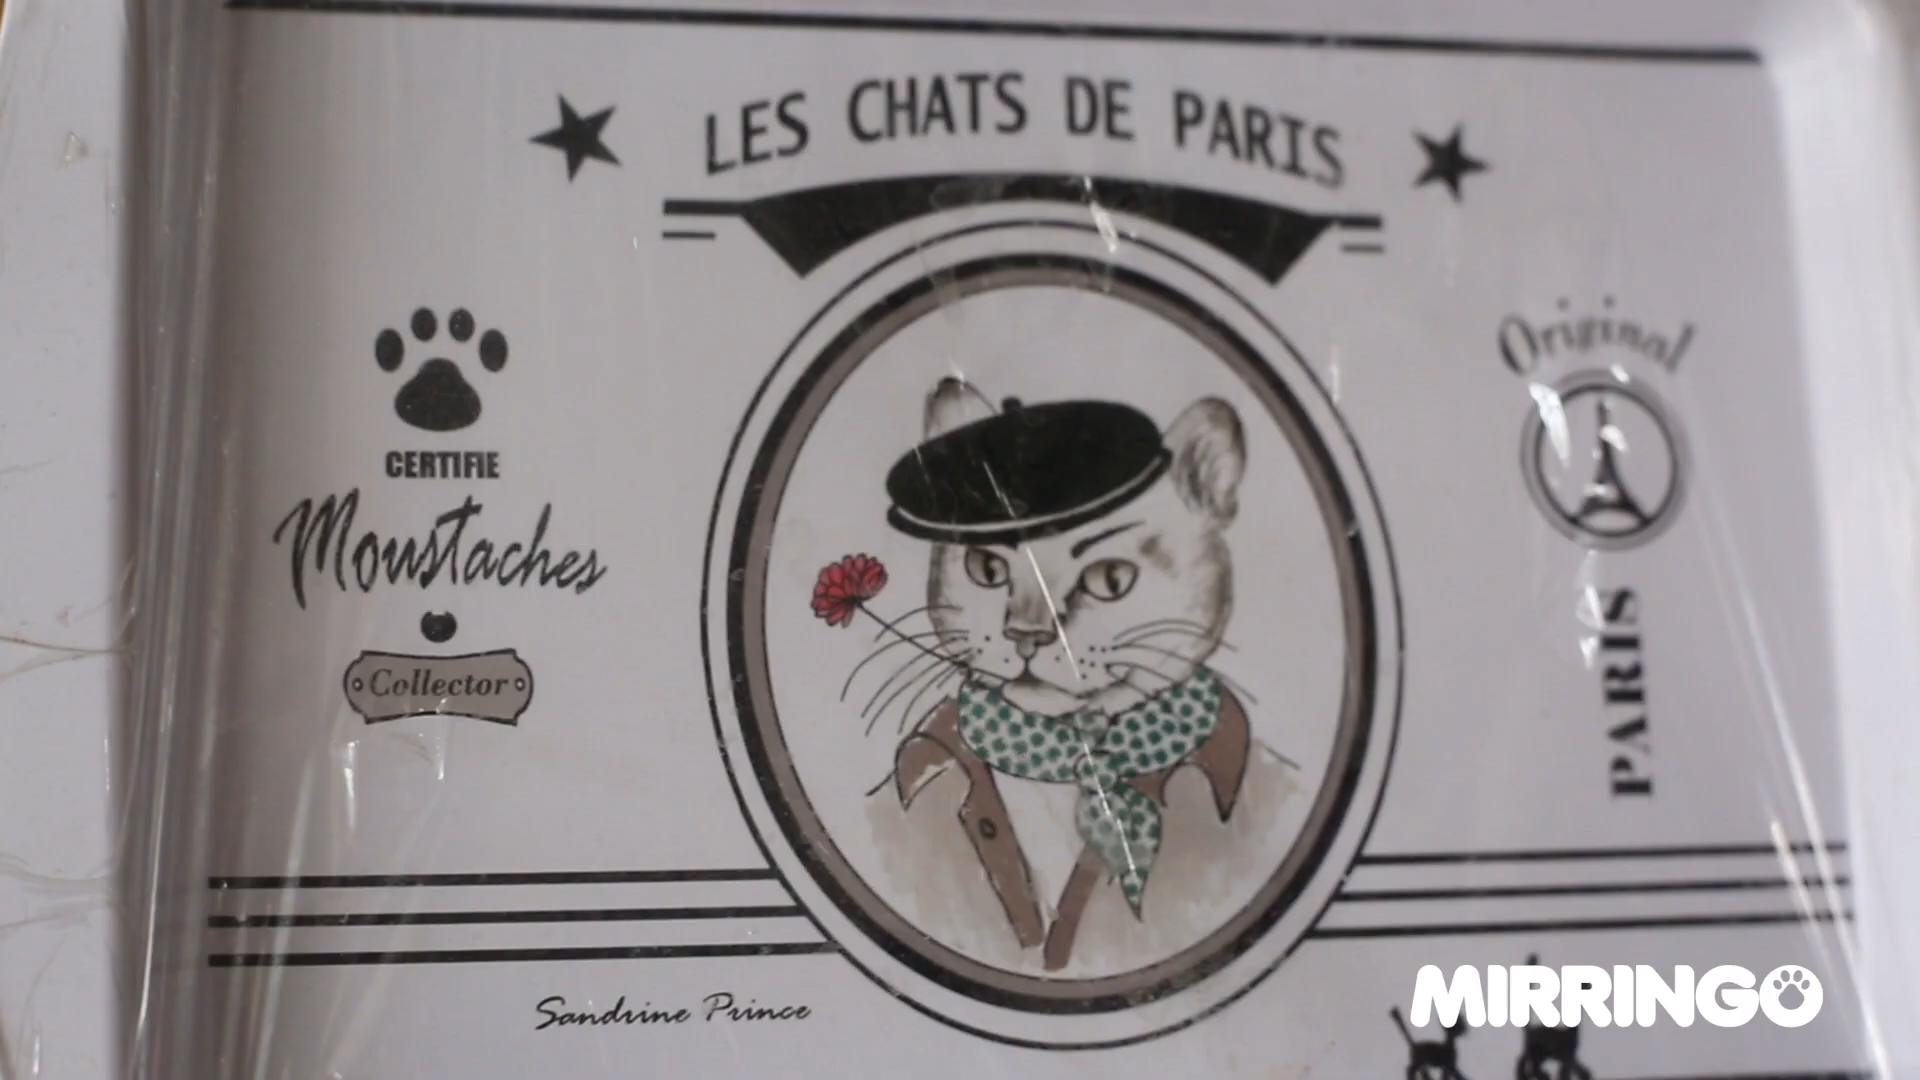 LES CHATS DE PARIS
CERTIFIE
Moustaches
Collector
Original
PARIS
Sandrine Prince
MIRRINGO